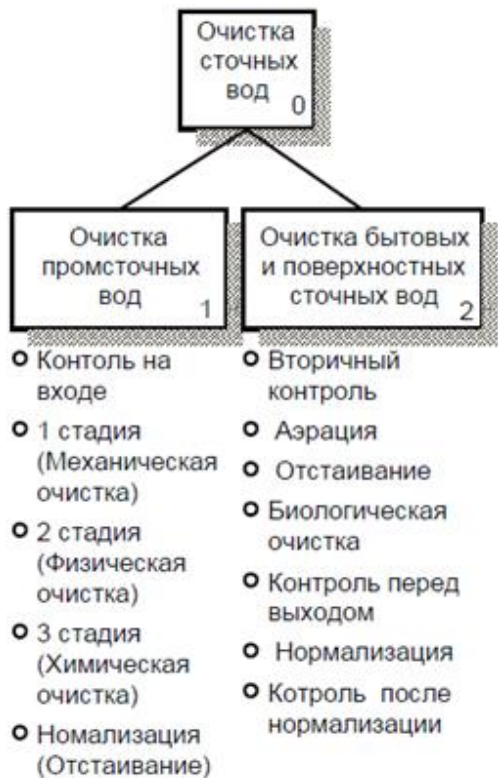 Очистка
сточных
вод
0
Очистка
промсточных
вод
1
Очистка бытовых
и поверхностных
сточных вод
2
Контоль на
входе
1 стадия
(Механическая
очистка)
2 стадия
(Физическая
очистка)
3 стадия
(Химическая
очистка)
Номализация
(Отстаивание)
Вторичный
контроль
Аэрация
Отстаивание
Биологическая
очистка
Контроль перед
выходом
Нормализация
Котроль после
нормализации